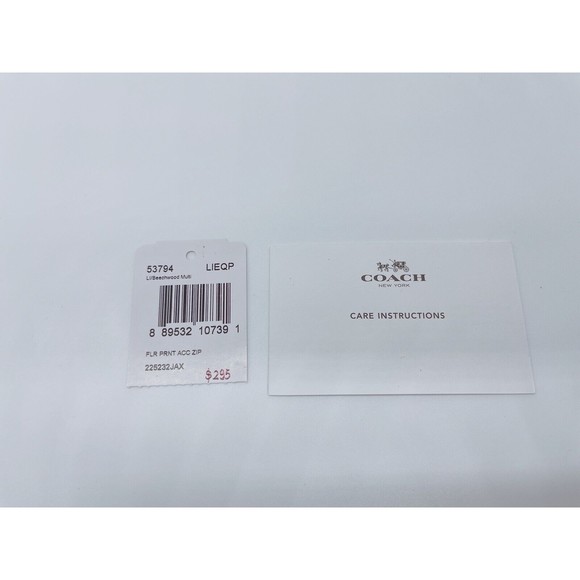 53794 LIEQP
LI/Beechwood Multi
8 89532 10739 1
FLR PRNT ACC ZIP
225232JAX
$295
COACH
NEW YORK
CARE INSTRUCTIONS